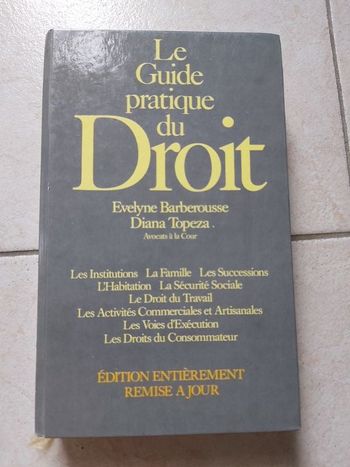 Le
Guide
pratique
du
Droit
Evelyne Barberousse
Diana Topeza
Avocats à la Cour
Les Institutions La Famille Les Successions
L'Habitation La Sécurité Sociale
Le Droit du Travail
Les Activités Commerciales et Artisanales
Les Voies d'Exécution
Les Droits du Consommateur
ÉDITION ENTIÈREMENT
REMISE A JOUR